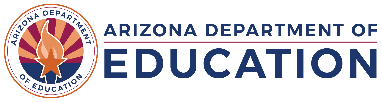 ARIZONA DEPARTMENT
OF EDUCATION
ARIZONA DEPARTMENT OF
EDUCATION